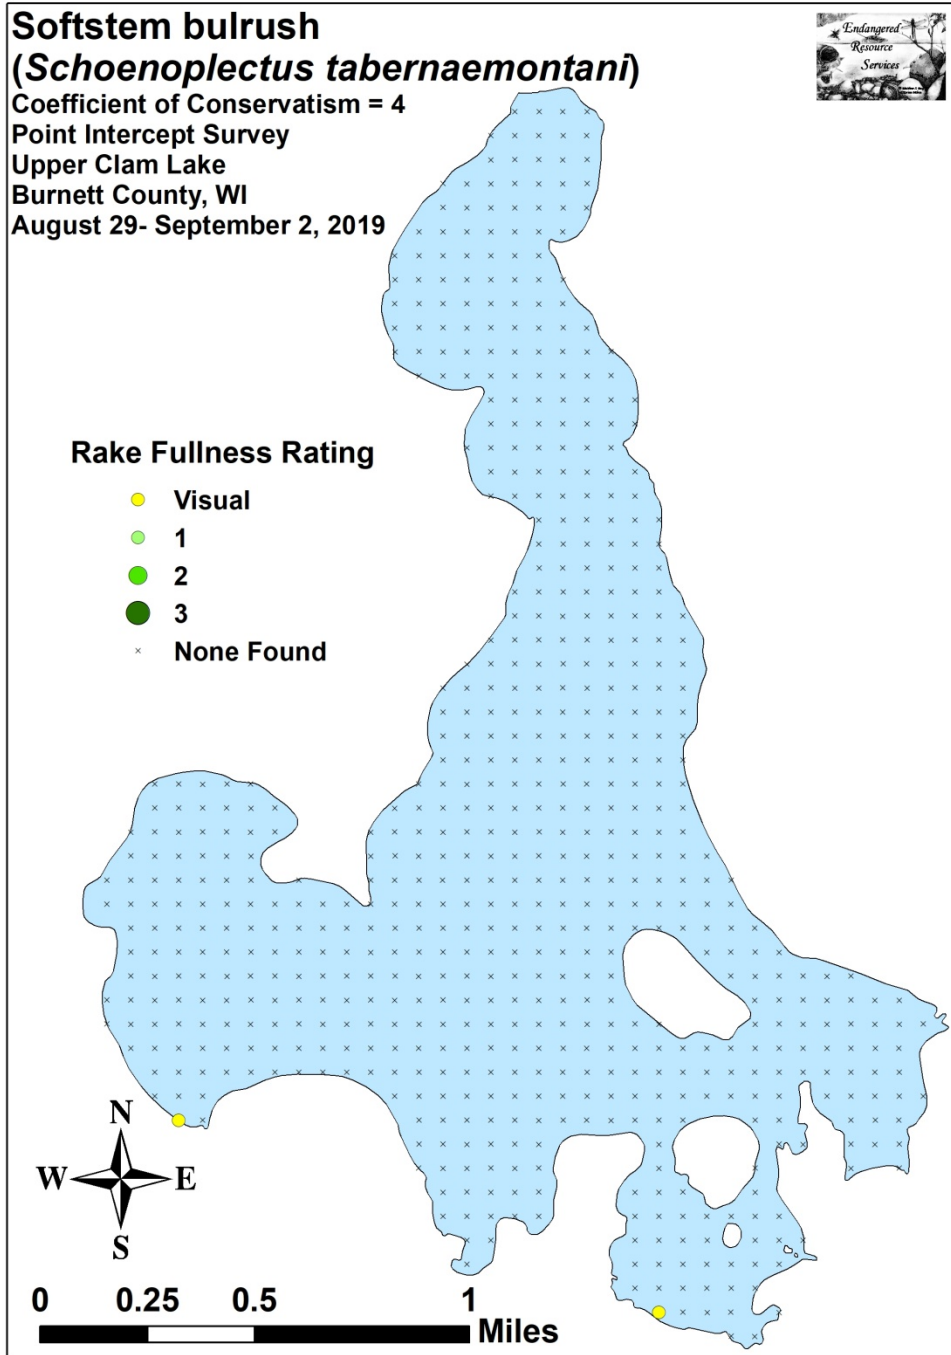 Softstem bulrush
(Schoenoplectus tabernaemontani)
Coefficient of Conservatism = 4
Point Intercept Survey
Upper Clam Lake
Burnett County, WI
August 29- September 2, 2019
Endangered
Resource
Services
Rake Fullness Rating
Visual
1
2
3
None Found
N
W E
S
0 0.25 0.5 1
Miles